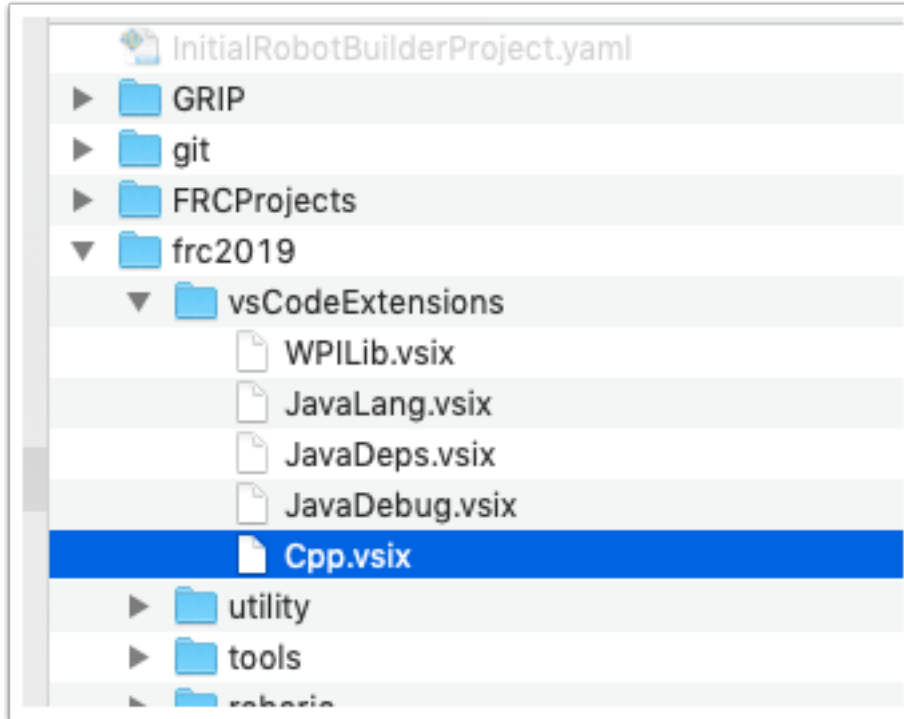 InitialRobotBuilderProject.yaml
GRIP
git
FRCProjects
frc2019
vsCodeExtensions
WPILib.vsix
JavaLang.vsix
JavaDeps.vsix
JavaDebug.vsix
Cpp.vsix
utility
tools